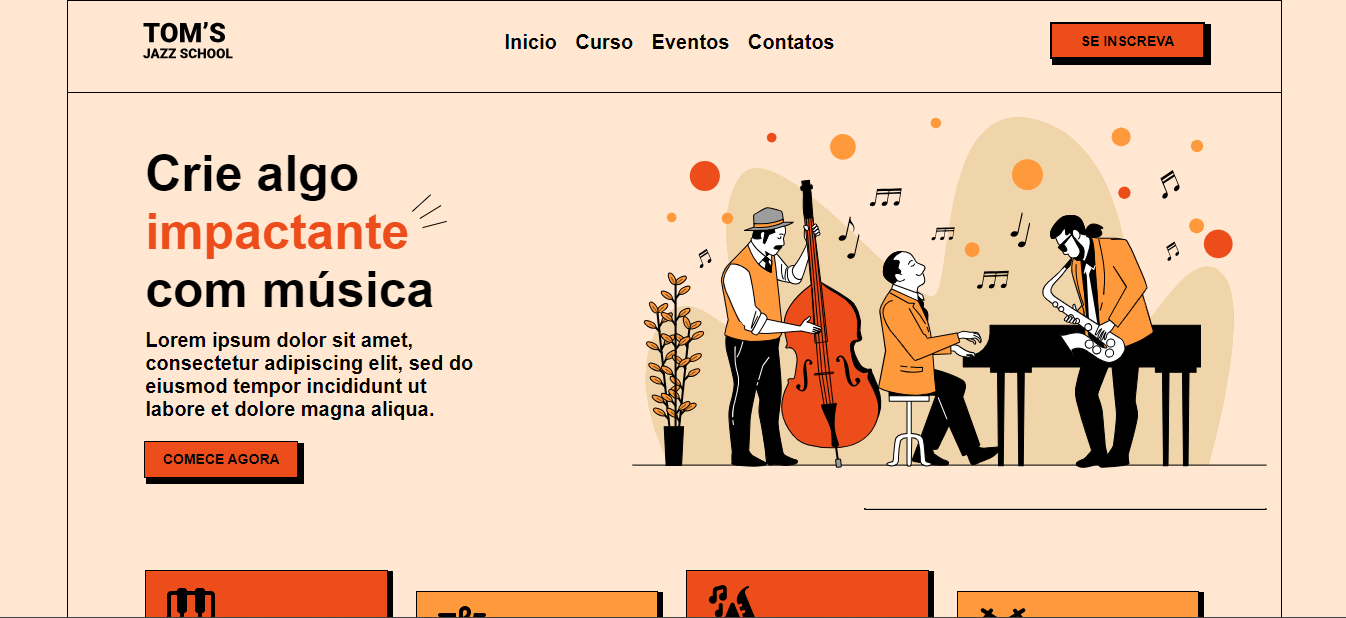 TOM’S
JAZZ SCHOOL
Inicio Curso Eventos Contatos
SE INSCREVA
Crie algo
impactante
com música
Lorem ipsum dolor sit amet,
consectetur adipiscing elit, sed do
eiusmod tempor incididunt ut
labore et dolore magna aliqua.
COMECE AGORA